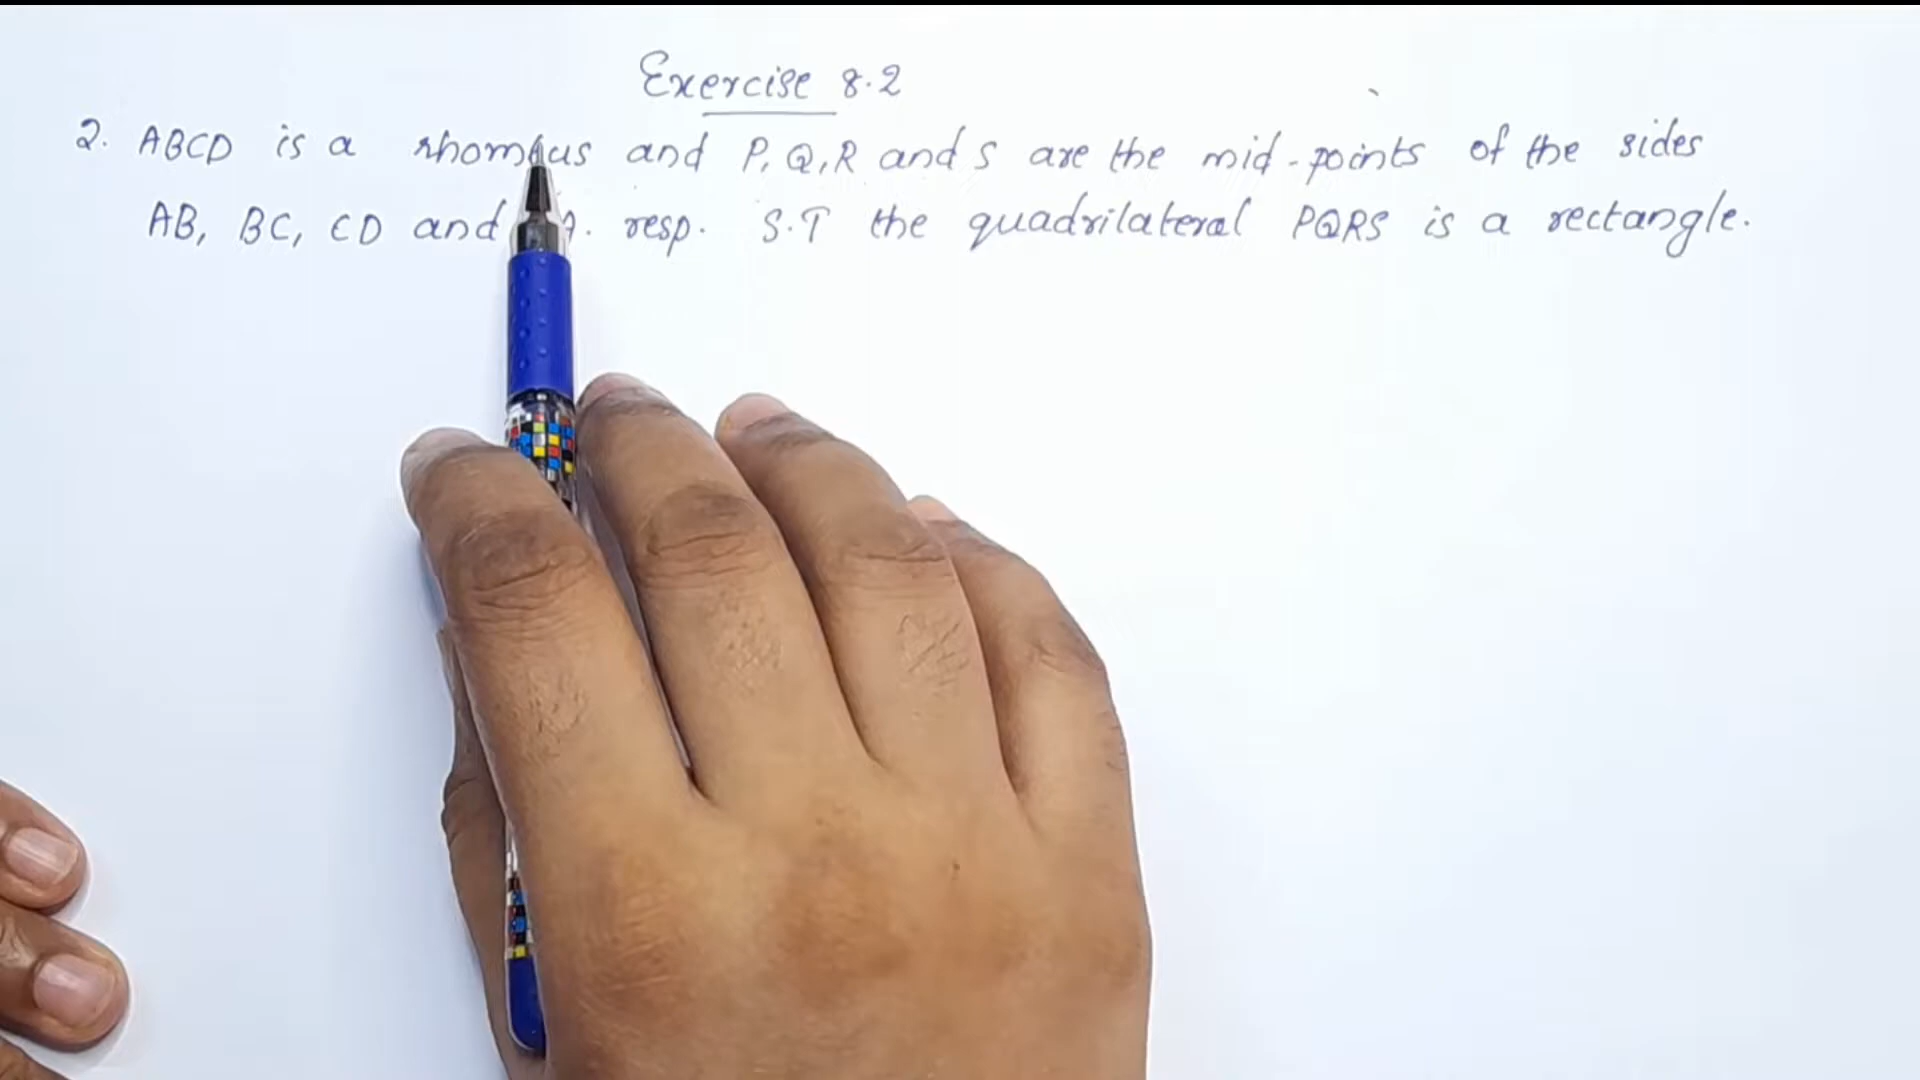 Exercise 8.2
2. ABCD is a rhombus and P, Q, R and S are the mid-points of the sides
AB, BC, CD and resp. S.T the quadrilateral PQRS is a rectangle.